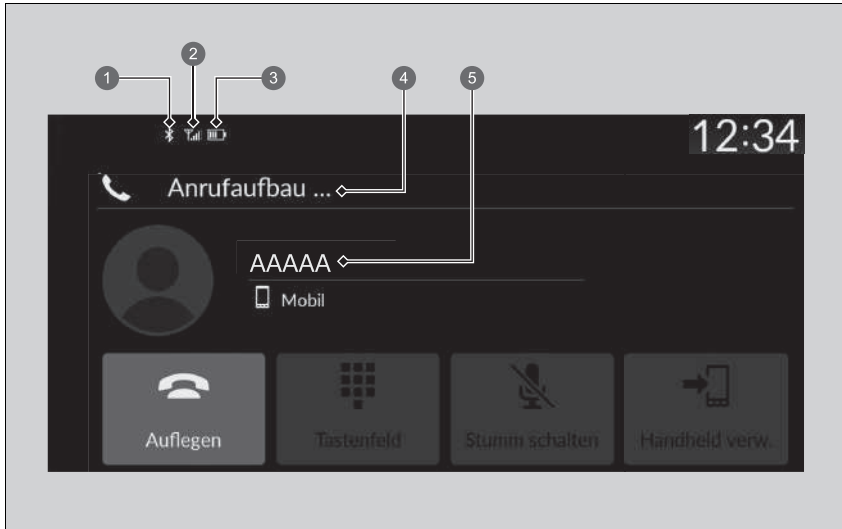 1
2
3
4
5
12:34
Anrufaufbau ...
AAAAA
Mobil
Auflegen
Tastenfeld
Stumm schalten
Handheld verw.